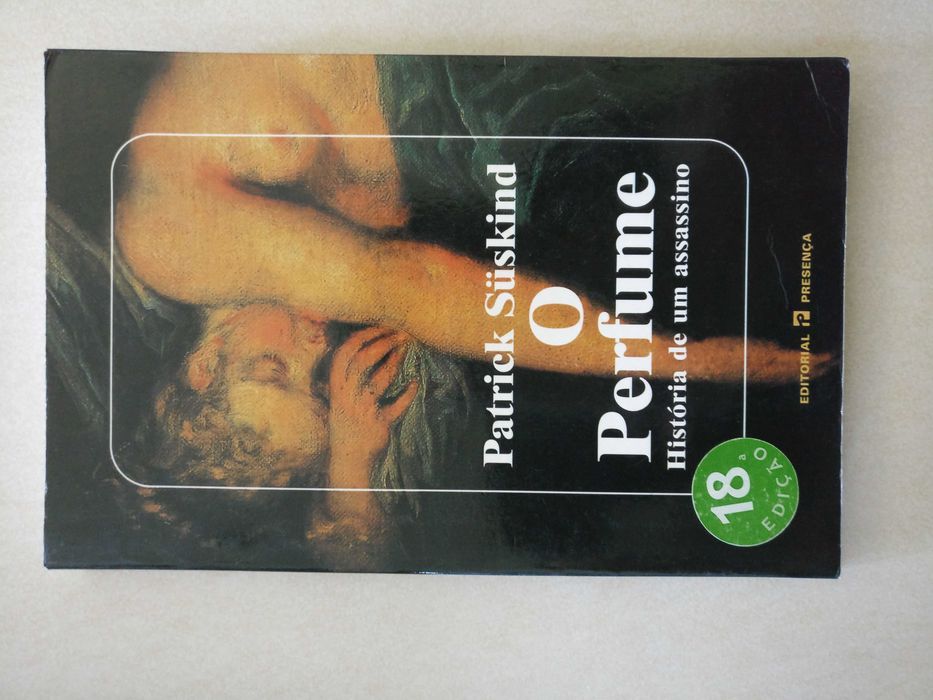 Patrick Süskind
O
Perfume
História de um assassino
18ª
EDIÇÃO
EDITORIAL P PRESENÇA